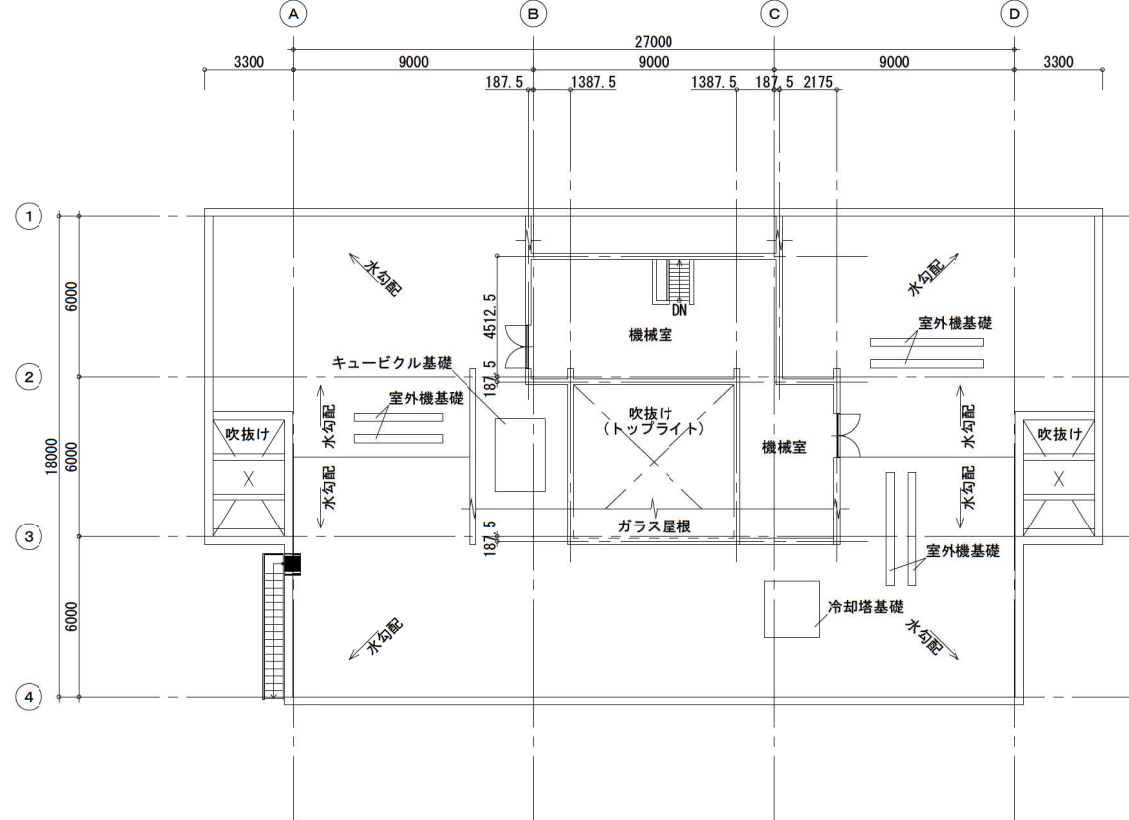 A
B
C
D
27000
3300
9000
9000
9000
3300
187.5
1387.5
1387.5
187.5
2175
1
2
3
4
18000
6000
6000
6000
4512.5
187.5
187.5
水勾配
水勾配
DN
機械室
室外機基礎
キュービクル基礎
室外機基礎
吹抜け
水勾配
水勾配
吹抜け
(トップライト)
機械室
水勾配
水勾配
吹抜け
ガラス屋根
室外機基礎
冷却塔基礎
水勾配
水勾配